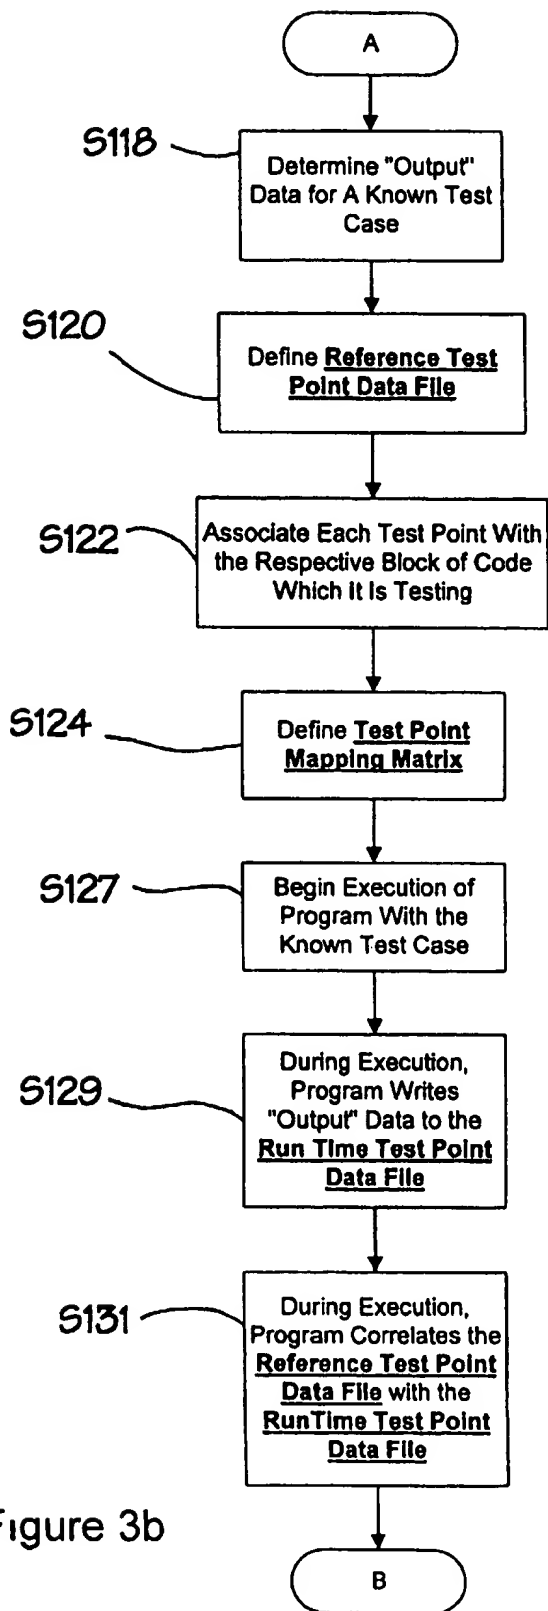 A
S118
Determine "Output"
Data for A Known Test
Case
S120
Define Reference Test
Point Data File
S122
Associate Each Test Point With
the Respective Block of Code
Which It Is Testing
S124
Define Test Point
Mapping Matrix
S127
Begin Execution of
Program With the
Known Test Case
S129
During Execution,
Program Writes
"Output" Data to the
Run Time Test Point
Data File
S131
During Execution,
Program Correlates the
Reference Test Point
Data File with the
RunTime Test Point
Data File
Figure 3b
B